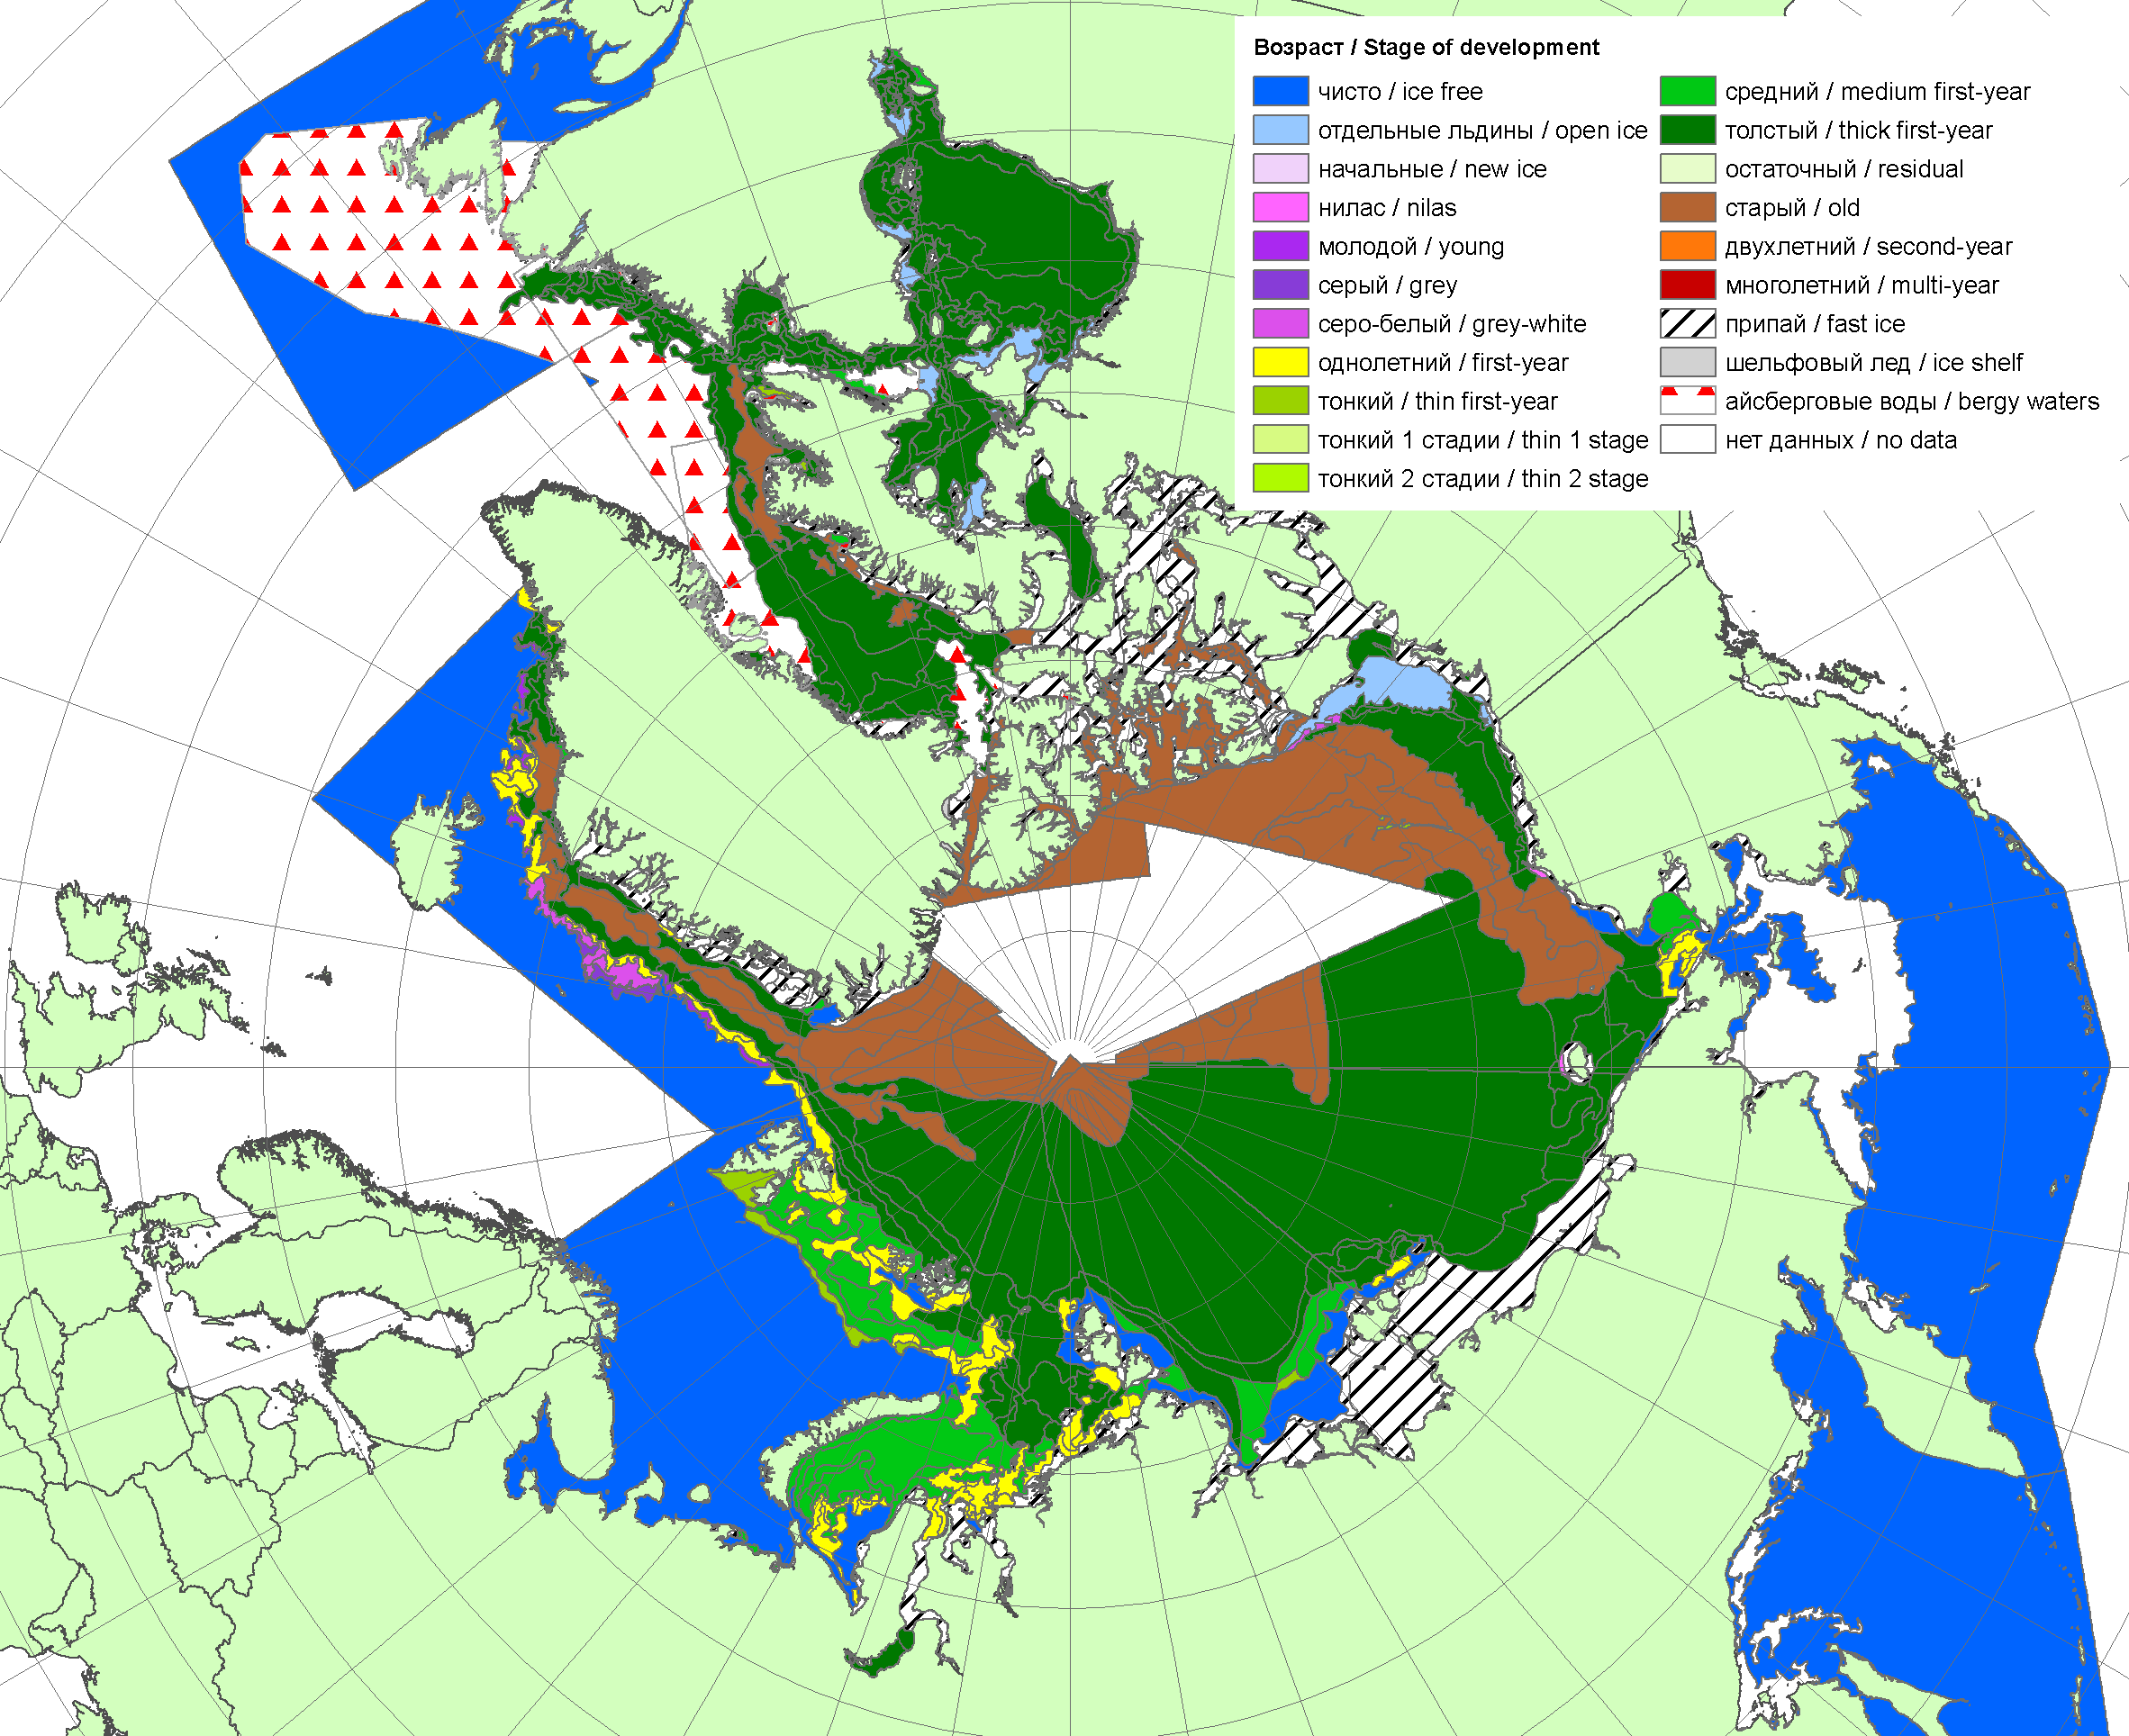 Возраст / Stage of development
чисто / ice free
отдельные льдины / open ice
начальные / new ice
нилас / nilas
молодой / young
серый / grey
серо-белый / grey-white
однолетний / first-year
тонкий / thin first-year
тонкий 1 стадии / thin 1 stage
тонкий 2 стадии / thin 2 stage
средний / medium first-year
толстый / thick first-year
остаточный / residual
старый / old
двухлетний / second-year
многолетний / multi-year
припай / fast ice
шельфовый лед / ice shelf
айсберговые воды / bergy waters
нет данных / no data